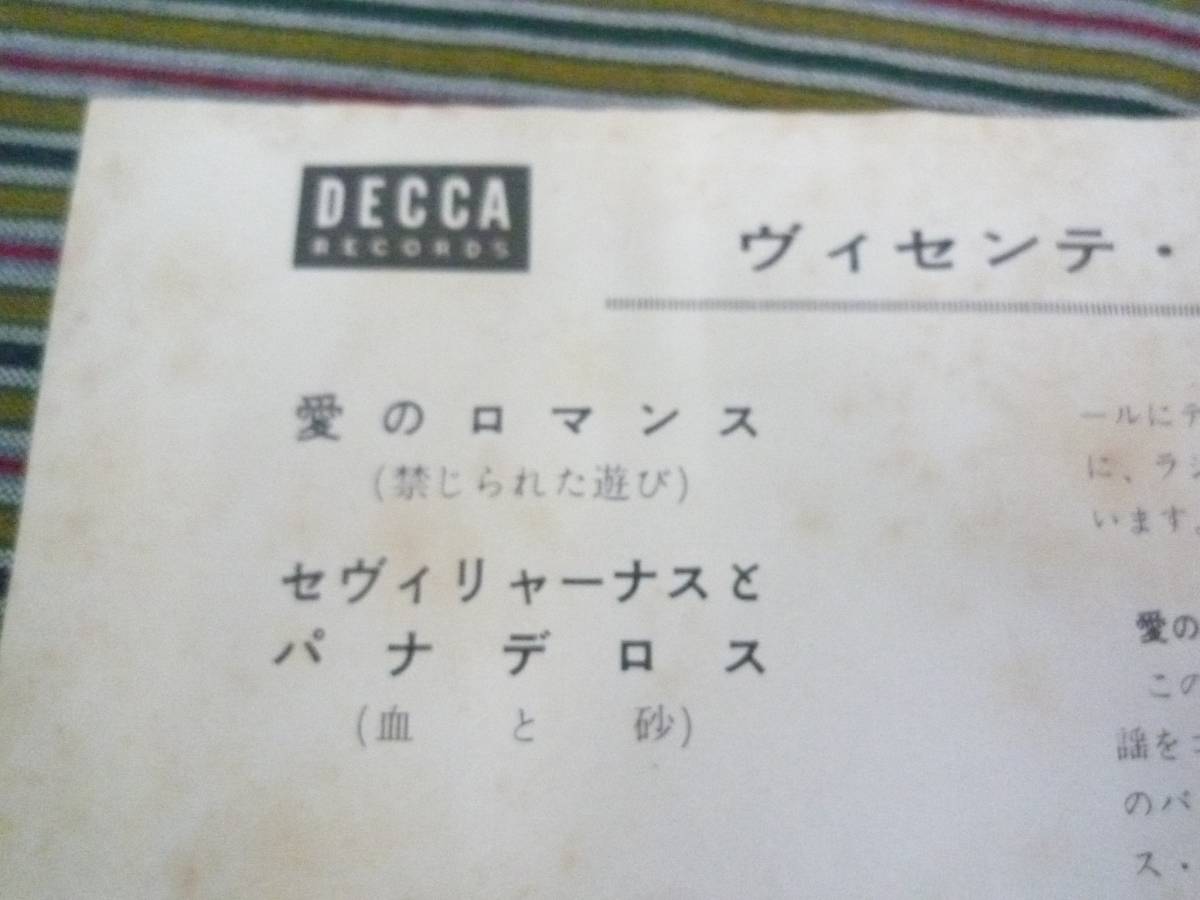 DECCA
RECORDS
ヴィセンテ・
愛のロマンス
(禁じられた遊び)
セヴィリャーナスと
パナデロス
(血と砂)
ールにテ
に、ラジ
います。
愛の
この
謡をコ
のバ
ス・